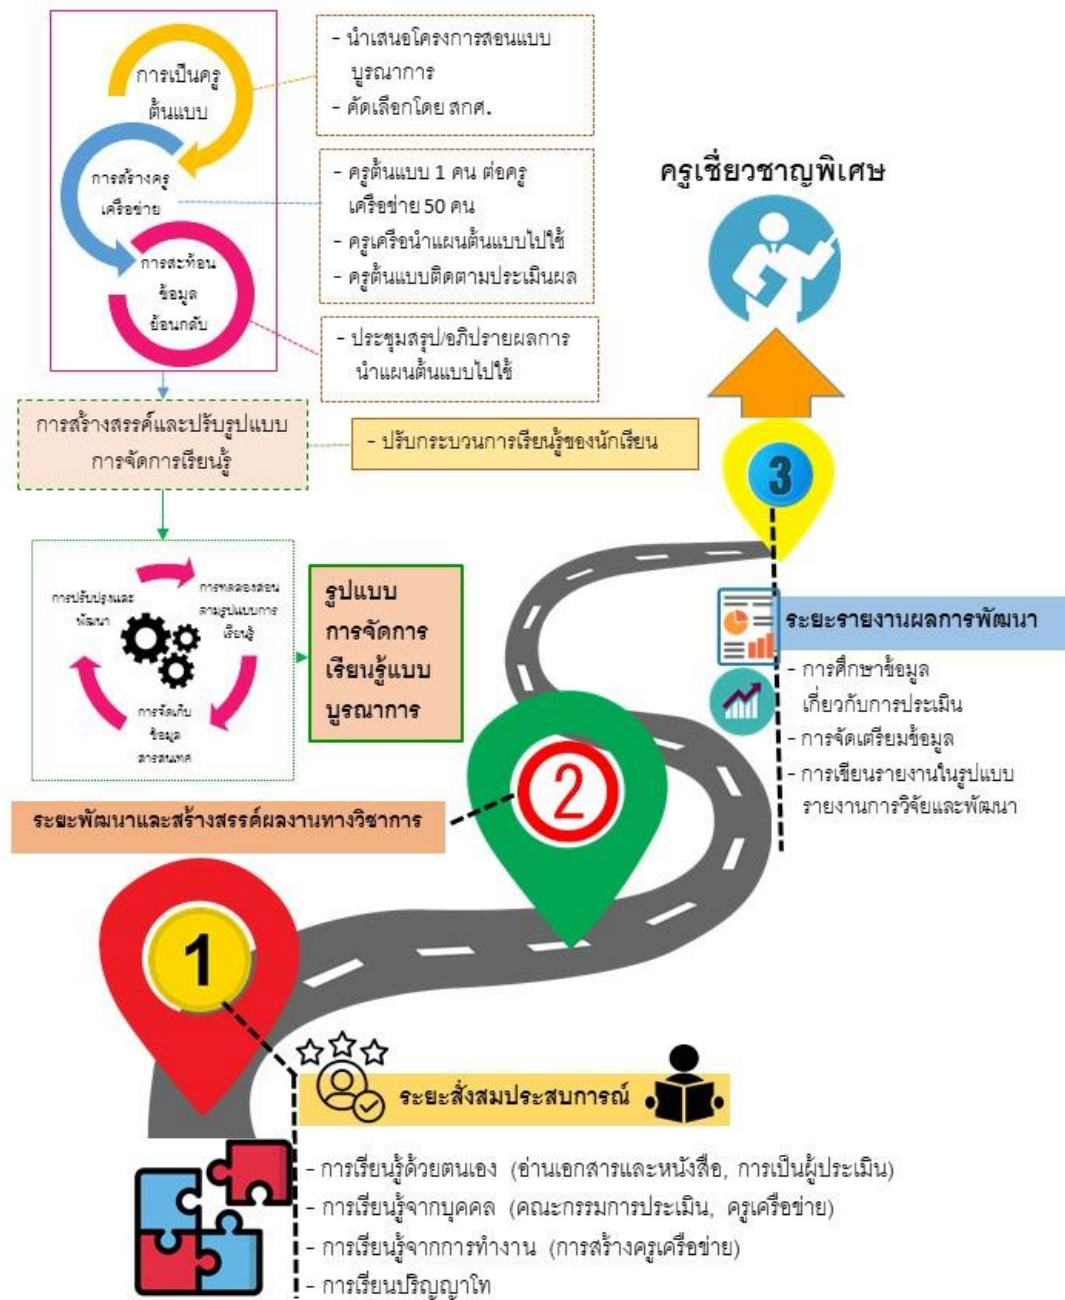 การเป็นครู
ต้นแบบ
- นำเสนอโครงการสอนแบบ
บูรณาการ
- คัดเลือกโดย สกศ.
การสร้างครู
เครือข่าย
- ครูต้นแบบ 1 คน ต่อครู
เครือข่าย 50 คน
- ครูเครือนำแผนต้นแบบไปใช้
- ครูต้นแบบติดตามประเมินผล
การสะท้อน
ข้อมูล
ย้อนกลับ
- ประชุมสรุป/อภิปรายผลการ
นำแผนต้นแบบไปใช้
การสร้างสรรค์และปรับรูปแบบ
การจัดการเรียนรู้
- ปรับกระบวนการเรียนรู้ของนักเรียน
การปรับปรุงและ
พัฒนา
การทดลองสอน
ตามรูปแบบการ
เรียนรู้
การจัดเก็บ
ข้อมูล
สารสนเทศ
รูปแบบ
การจัดการ
เรียนรู้แบบ
บูรณาการ
ครูเชี่ยวชาญพิเศษ
3
ระยะรายงานผลการพัฒนา
- การศึกษาข้อมูล
เกี่ยวกับการประเมิน
- การจัดเตรียมข้อมูล
- การเขียนรายงานในรูปแบบ
รายงานการวิจัยและพัฒนา
2
ระยะพัฒนาและสร้างสรรค์ผลงานทางวิชาการ
1
ระยะสั่งสมประสบการณ์
- การเรียนรู้ด้วยตนเอง (อ่านเอกสารและหนังสือ, การเป็นผู้ประเมิน)
- การเรียนรู้จากบุคคล (คณะกรรมการประเมิน, ครูเครือข่าย)
- การเรียนรู้จากการทำงาน (การสร้างครูเครือข่าย)
- การเรียนปริญญาโท